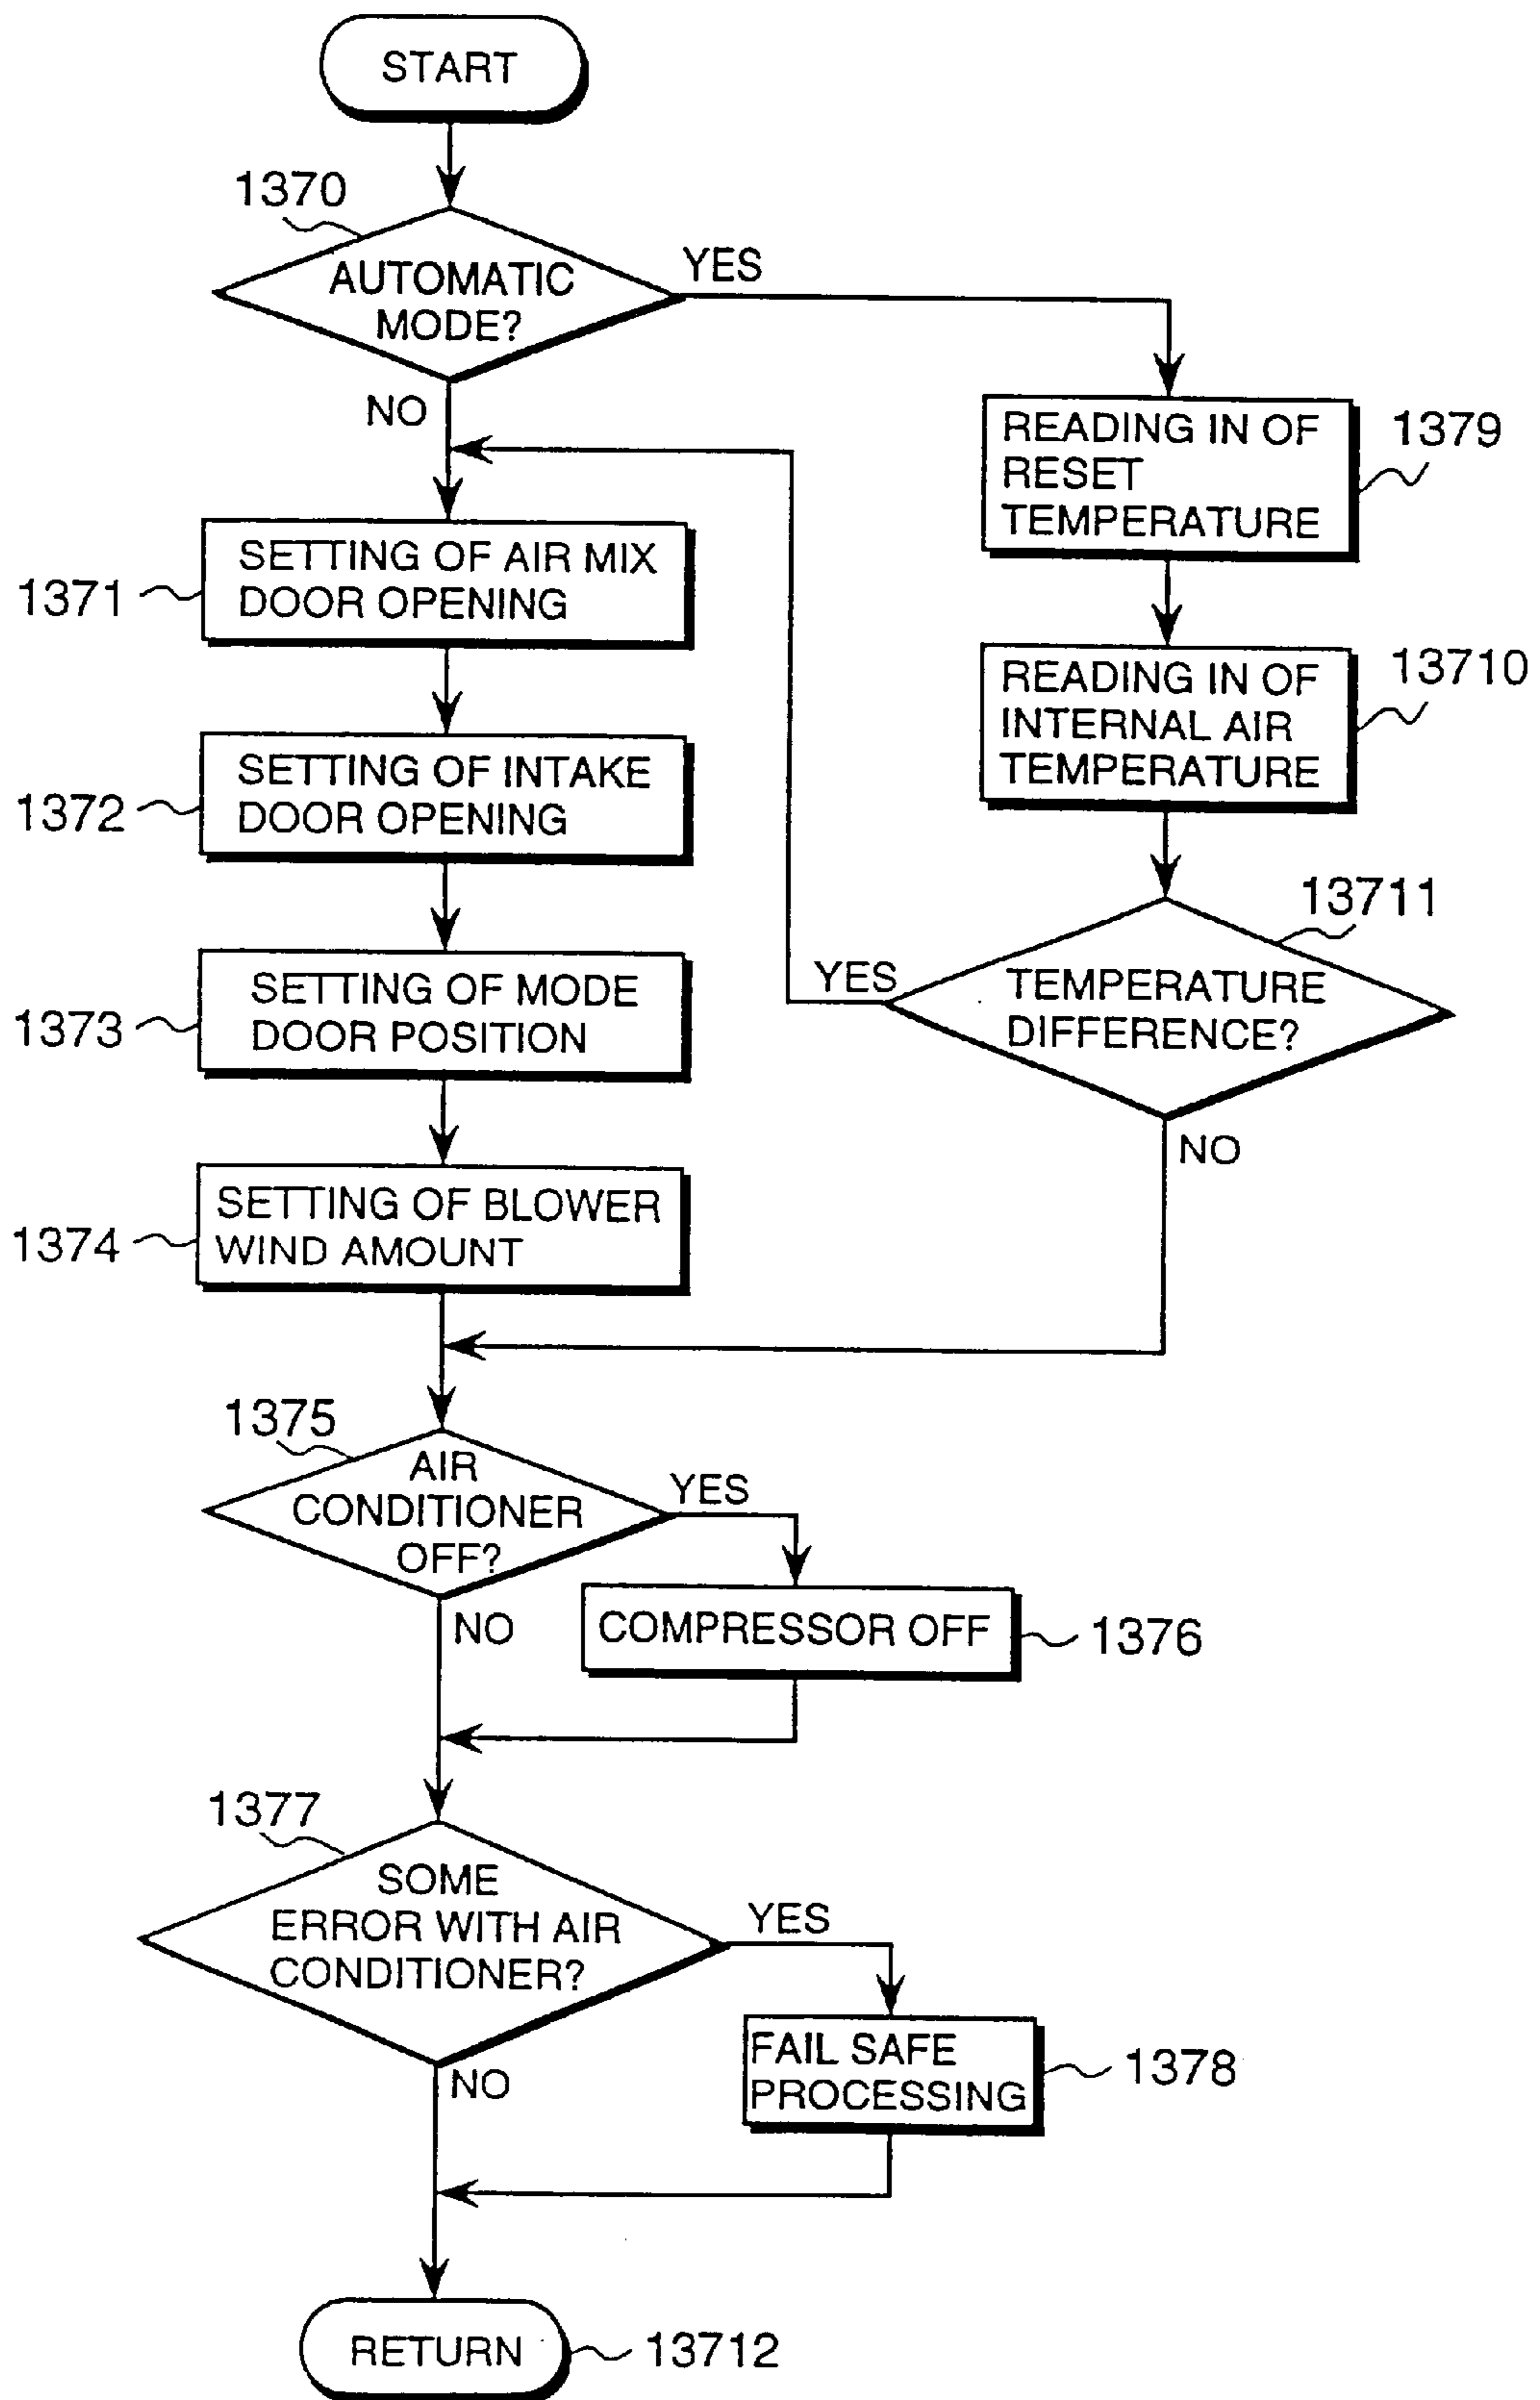 START
1370
AUTOMATIC
MODE?
YES
NO
READING IN OF
RESET
TEMPERATURE
1379
SETTING OF AIR MIX
DOOR OPENING
1371
READING IN OF
INTERNAL AIR
TEMPERATURE
13710
SETTING OF INTAKE
DOOR OPENING
1372
13711
TEMPERATURE
DIFFERENCE?
YES
NO
SETTING OF MODE
DOOR POSITION
1373
SETTING OF BLOWER
WIND AMOUNT
1374
1375
AIR
CONDITIONER
OFF?
YES
NO
COMPRESSOR OFF
1376
1377
SOME
ERROR WITH AIR
CONDITIONER?
YES
NO
FAIL SAFE
PROCESSING
1378
RETURN
13712